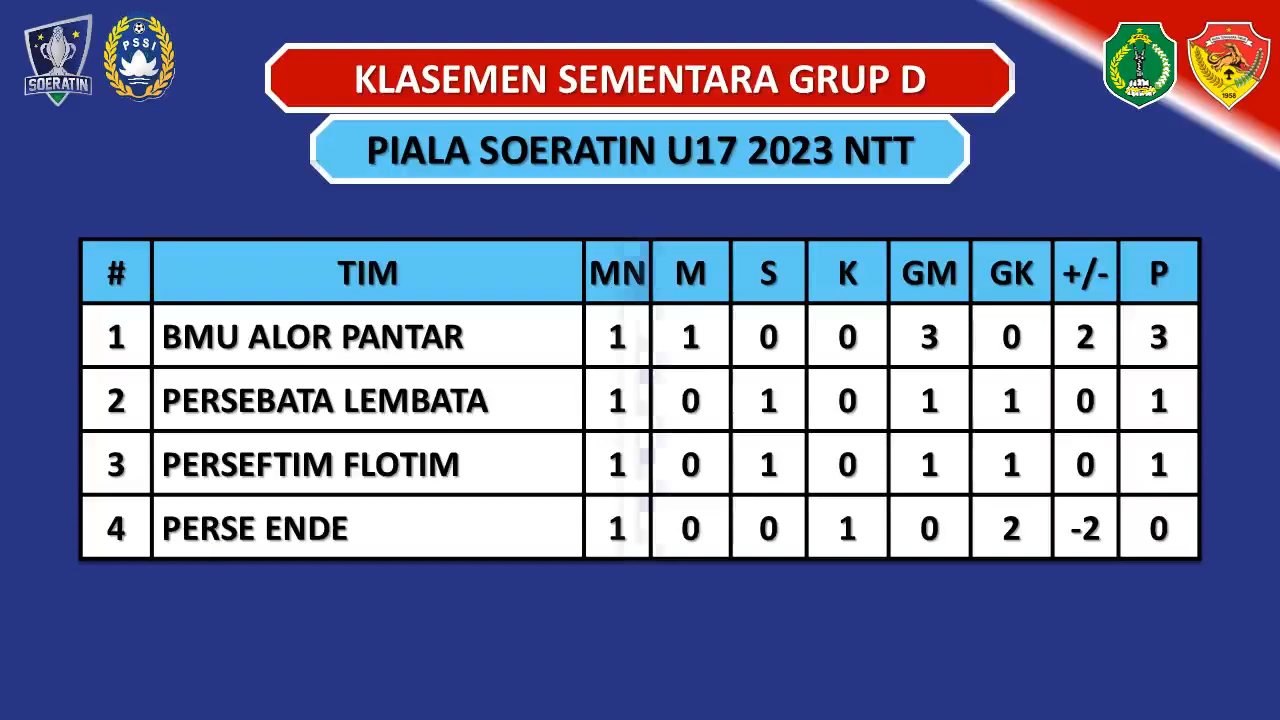 SOERATIN
PSSI
KLASEMEN SEMENTARA GRUP D
PIALA SOERATIN U17 2023 NTT
1958
# TIM MN M S K GM GK +/- P
1 BMU ALOR PANTAR 1 1 0 0 3 0 2 3
2 PERSEBATA LEMBATA 1 0 1 0 1 1 0 1
3 PERSEFTIM FLOTIM 1 0 1 0 1 1 0 1
4 PERSE ENDE 1 0 0 1 0 2 -2 0